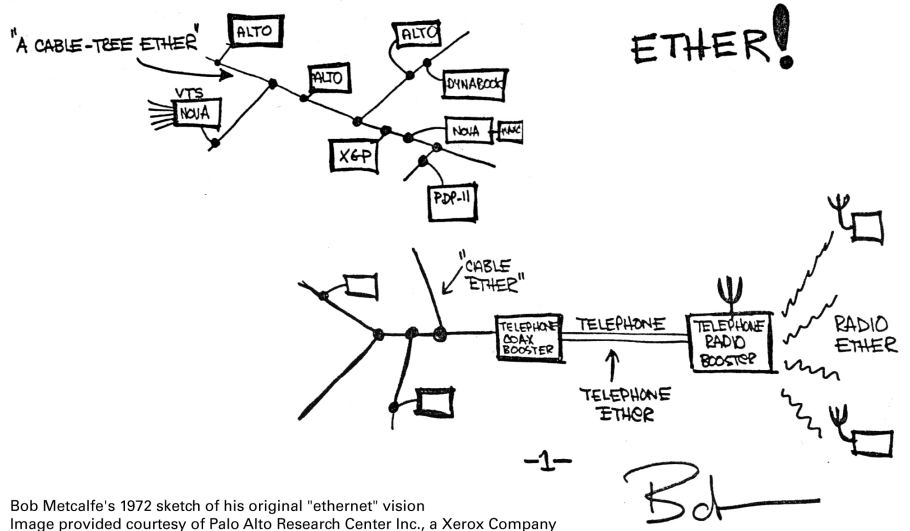 "A CABLE-TREE ETHER"
ALTO
ALTO
ETHER!
ALTO
DYNABOOK
VTS
NOVA
NOVA
XGP
PDP-11
"CABLE
ETHER"
TELEPHONE
COAX
BOOSTER
TELEPHONE
TELEPHONE
RADIO
BOOSTER
RADIO
ETHER
TELEPHONE
ETHER
-1-
Bob Metcalfe's 1972 sketch of his original "ethernet" vision
Image provided courtesy of Palo Alto Research Center Inc., a Xerox Company